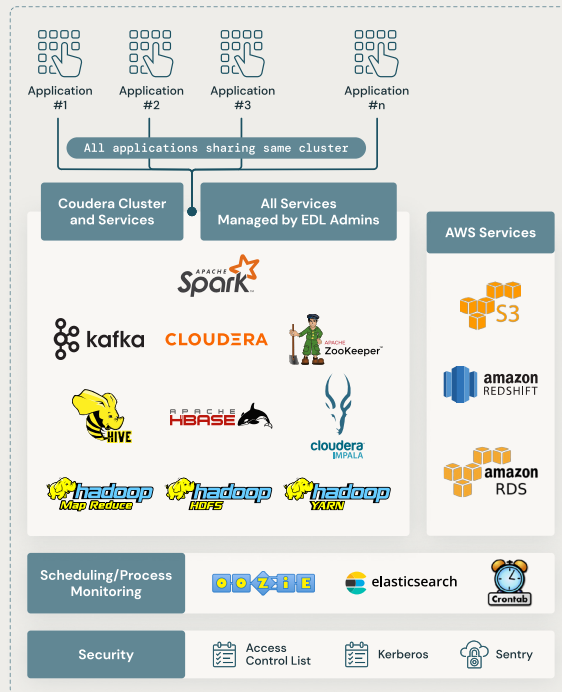 Application
#1
Application
#2
Application
#3
Application
#n
All applications sharing same cluster
Coudera Cluster
and Services
All Services
Managed by EDL Admins
AWS Services
APACHE
Spark™
kafka
CLOUDERA
APACHE
ZooKeeper™
HIVE
APACHE
HBASE
cloudera
IMPALA
hadoop
Map Reduce
hadoop
HDFS
hadoop
YARN
S3
amazon
REDSHIFT
amazon
RDS
Scheduling/Process
Monitoring
OOZIE
elasticsearch
Crontab
Security
Access
Control List
Kerberos
Sentry